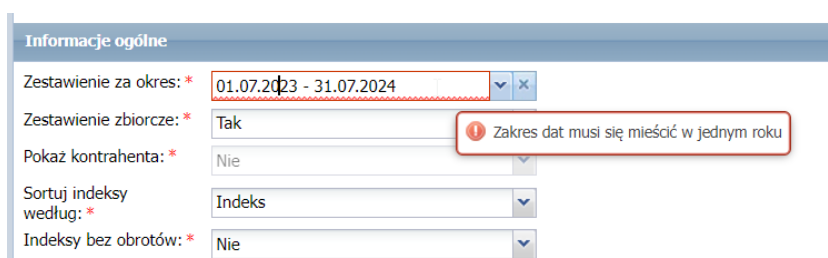 Informacje ogólne
Zestawienie za okres: * 01.07.2023 - 31.07.2024
Zestawienie zbiorcze: * Tak
Zakres dat musi się mieścić w jednym roku
Pokaż kontrahenta: * Nie
Sortuj indeksy
według: * Indeks
Indeksy bez obrotów: * Nie